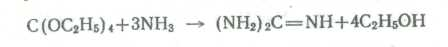 C(OC₂H₅)₄+3NH₃ → (NH₂)₂C=NH+4C₂H₅OH